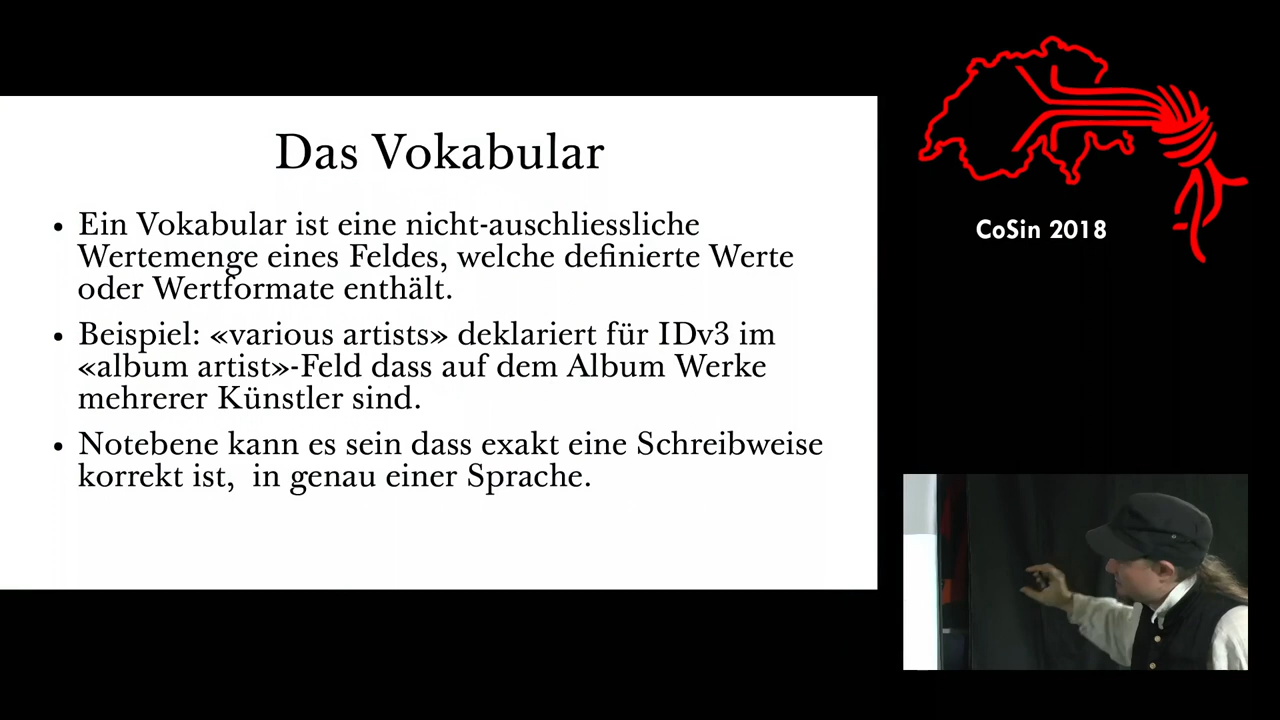 Das Vokabular
• Ein Vokabular ist eine nicht-auschliessliche
Wertemenge eines Feldes, welche definierte Werte
oder Wertformate enthält.
• Beispiel: «various artists» deklariert für IDv3 im
«album artist»-Feld dass auf dem Album Werke
mehrerer Künstler sind.
• Notebene kann es sein dass exakt eine Schreibweise
korrekt ist,  in genau einer Sprache.
CoSin 2018